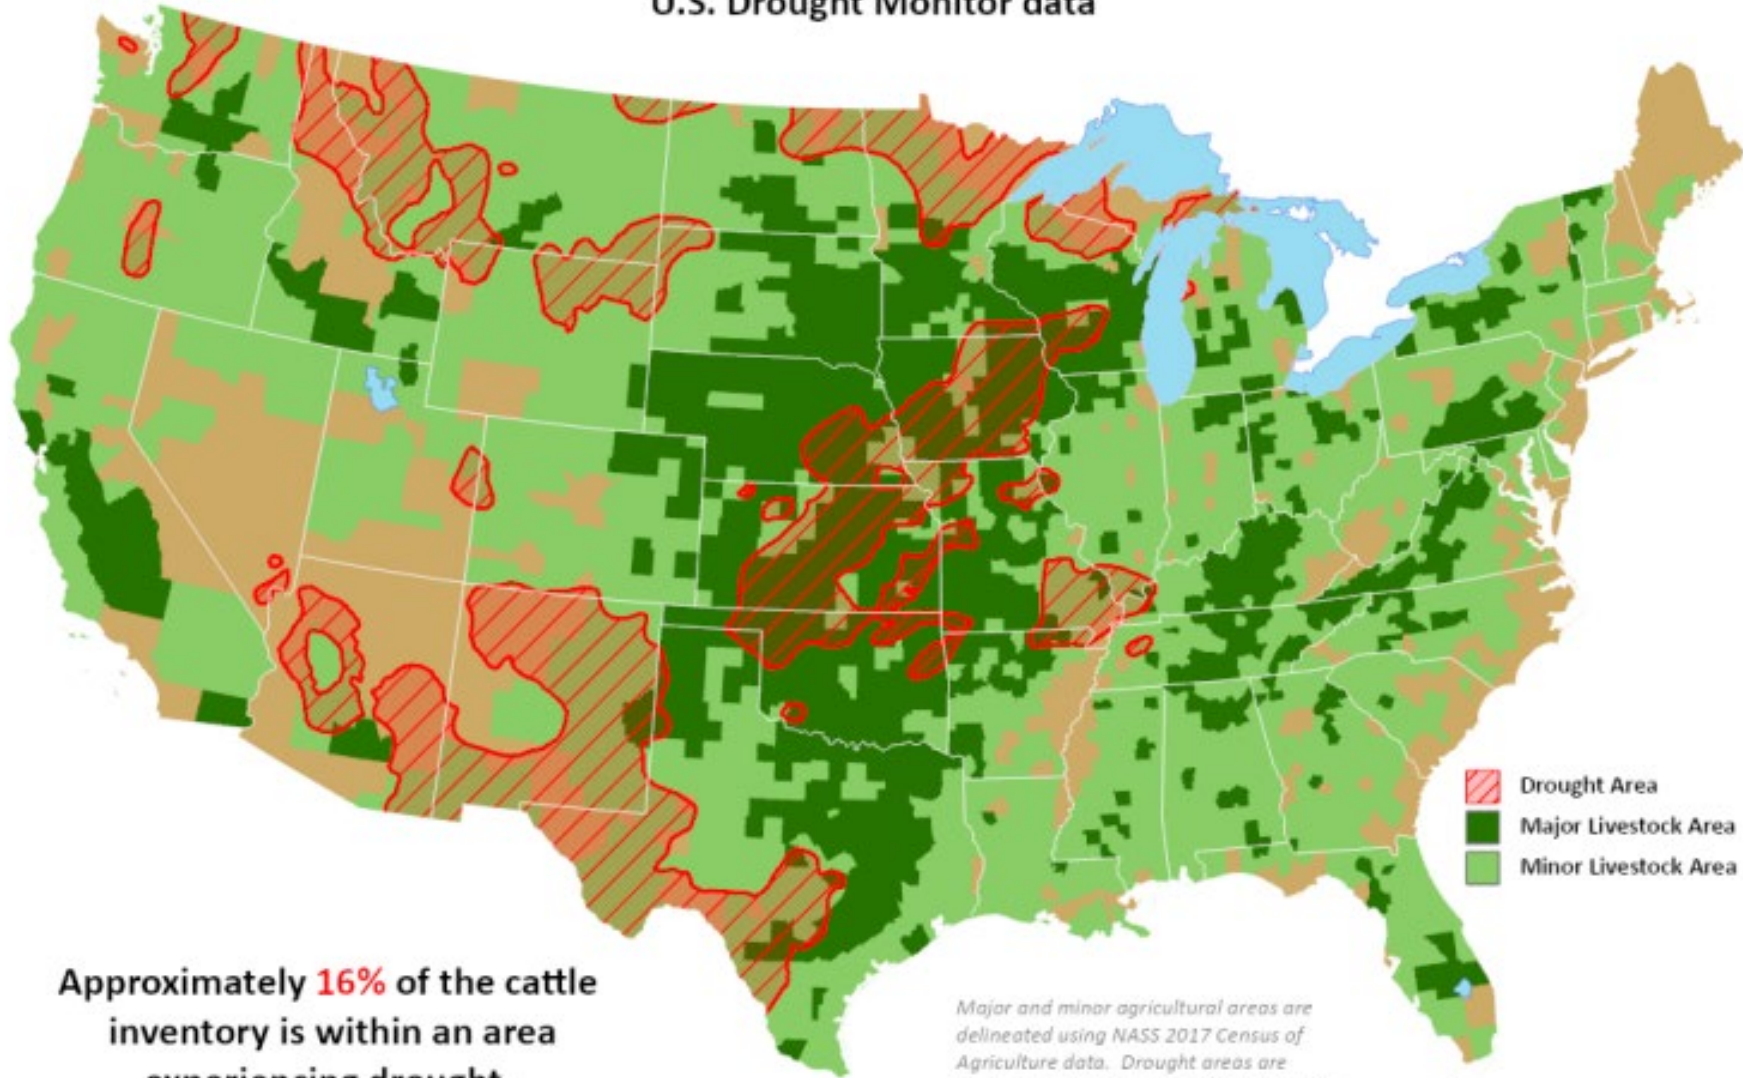 U.S. Drought Monitor data
Drought Area
Major Livestock Area
Minor Livestock Area
Approximately 16% of the cattle
inventory is within an area
experiencing drought
Major and minor agricultural areas are
delineated using NASS 2017 Census of
Agriculture data. Drought areas are